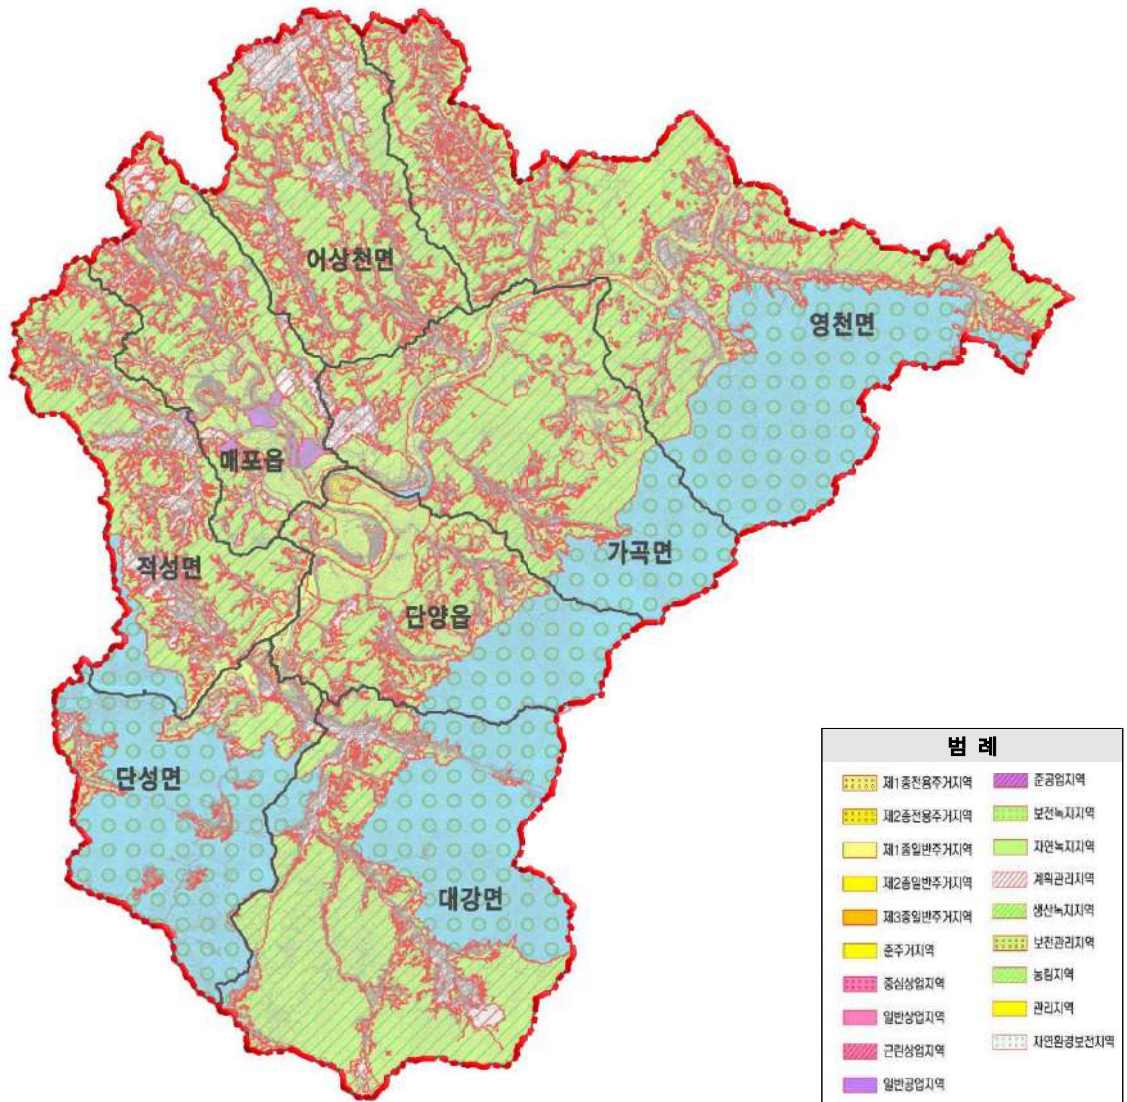 어상천면
영천면
매포읍
가곡면
적성면
단양읍
단성면
대강면
범 례
제1종전용주거지역
제2종전용주거지역
제1종일반주거지역
제2종일반주거지역
제3종일반주거지역
준주거지역
중심상업지역
일반상업지역
근린상업지역
일반공업지역
준공업지역
보전녹지지역
자연녹지지역
계획관리지역
생산녹지지역
보전관리지역
농림지역
관리지역
자연환경보전지역